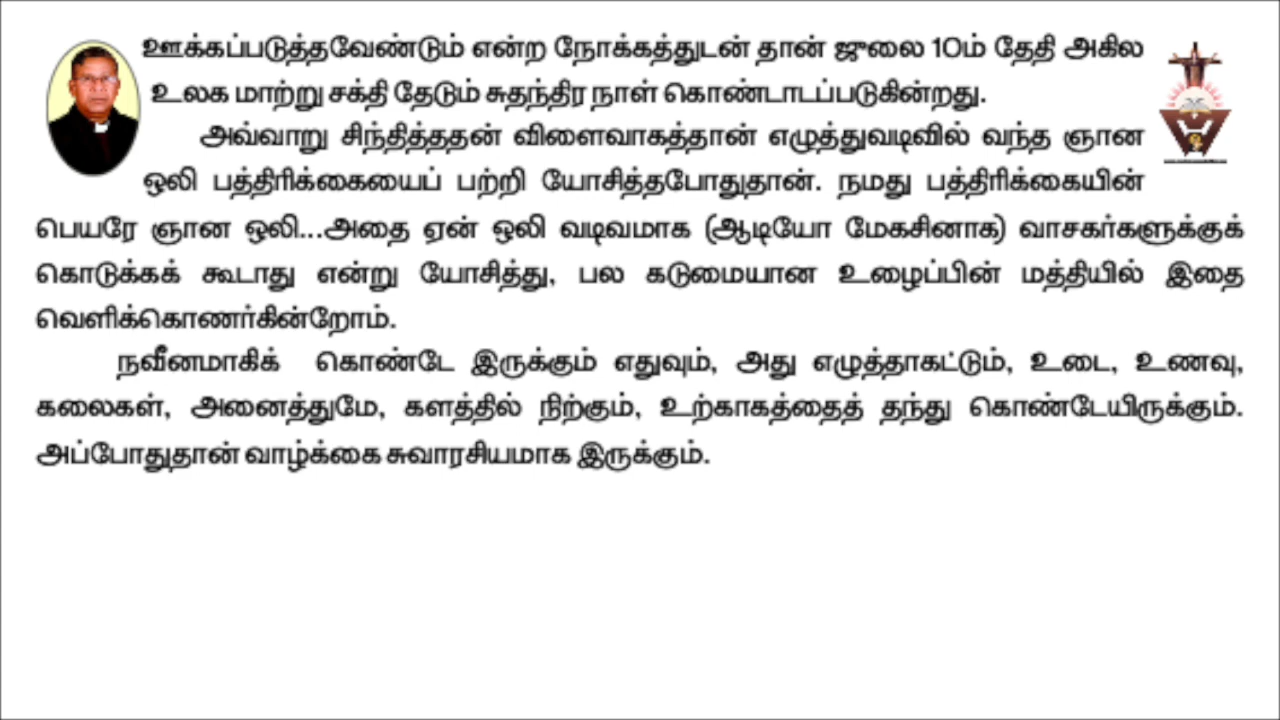 ஊக்கப்படுத்தவேண்டும் என்ற நோக்கத்துடன் தான் ஜுலை 10ம் தேதி அகில
உலக மாற்று சக்தி தேடும் சுதந்திர நாள் கொண்டாடப்படுகின்றது.
அவ்வாறு சிந்தித்ததன் விளைவாகத்தான் எழுத்துவடிவில் வந்த ஞான
ஒலி பத்திரிக்கையைப் பற்றி யோசித்தபோதுதான். நமது பத்திரிக்கையின்
பெயரே ஞான ஒலி...அதை ஏன் ஒலி வடிவமாக (ஆடியோ மேகசினாக) வாசகர்களுக்குக்
கொடுக்கக் கூடாது என்று யோசித்து, பல கடுமையான உழைப்பின் மத்தியில் இதை
வெளிக்கொணர்கின்றோம்.
நவீனமாகிக் கொண்டே இருக்கும் எதுவும், அது எழுத்தாகட்டும், உடை, உணவு,
கலைகள், அனைத்துமே, களத்தில் நிற்கும், உற்காகத்தைத் தந்து கொண்டேயிருக்கும்.
அப்போதுதான் வாழ்க்கை சுவாரசியமாக இருக்கும்.